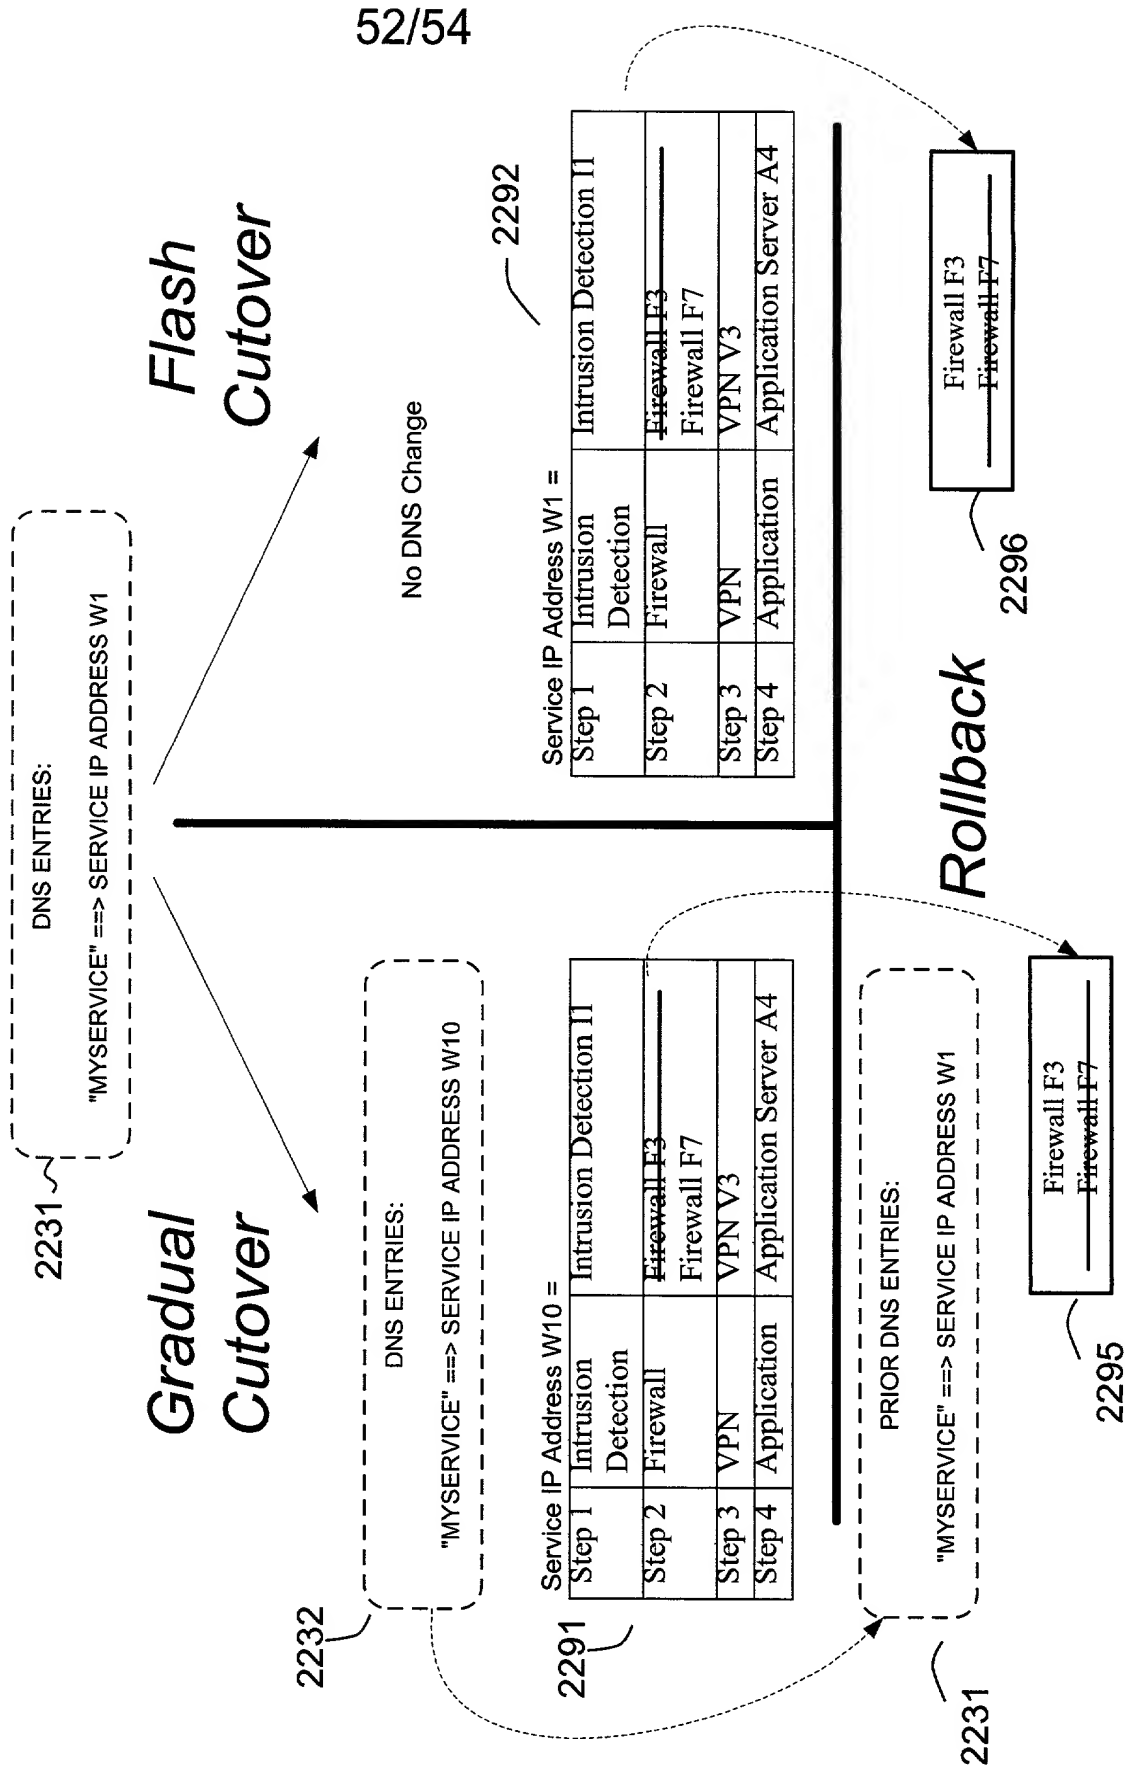 52/54
DNS ENTRIES:
"MYSERVICE" ==> SERVICE IP ADDRESS W1
2231
Gradual
Cutover
DNS ENTRIES:
"MYSERVICE" ==> SERVICE IP ADDRESS W10
2232
Service IP Address W10 =
Step 1 Intrusion Detection Intrusion Detection I1
Step 2 Firewall Firewall F3
Firewall F7
Step 3 VPN VPN V3
Step 4 Application Application Server A4
2291
Flash
Cutover
No DNS Change
2292
Service IP Address W1 =
Step 1 Intrusion Detection Intrusion Detection I1
Step 2 Firewall Firewall F3
Firewall F7
Step 3 VPN VPN V3
Step 4 Application Application Server A4
Rollback
PRIOR DNS ENTRIES:
"MYSERVICE" ==> SERVICE IP ADDRESS W1
2231
Firewall F3
Firewall F7
2295
Firewall F3
Firewall F7
2296